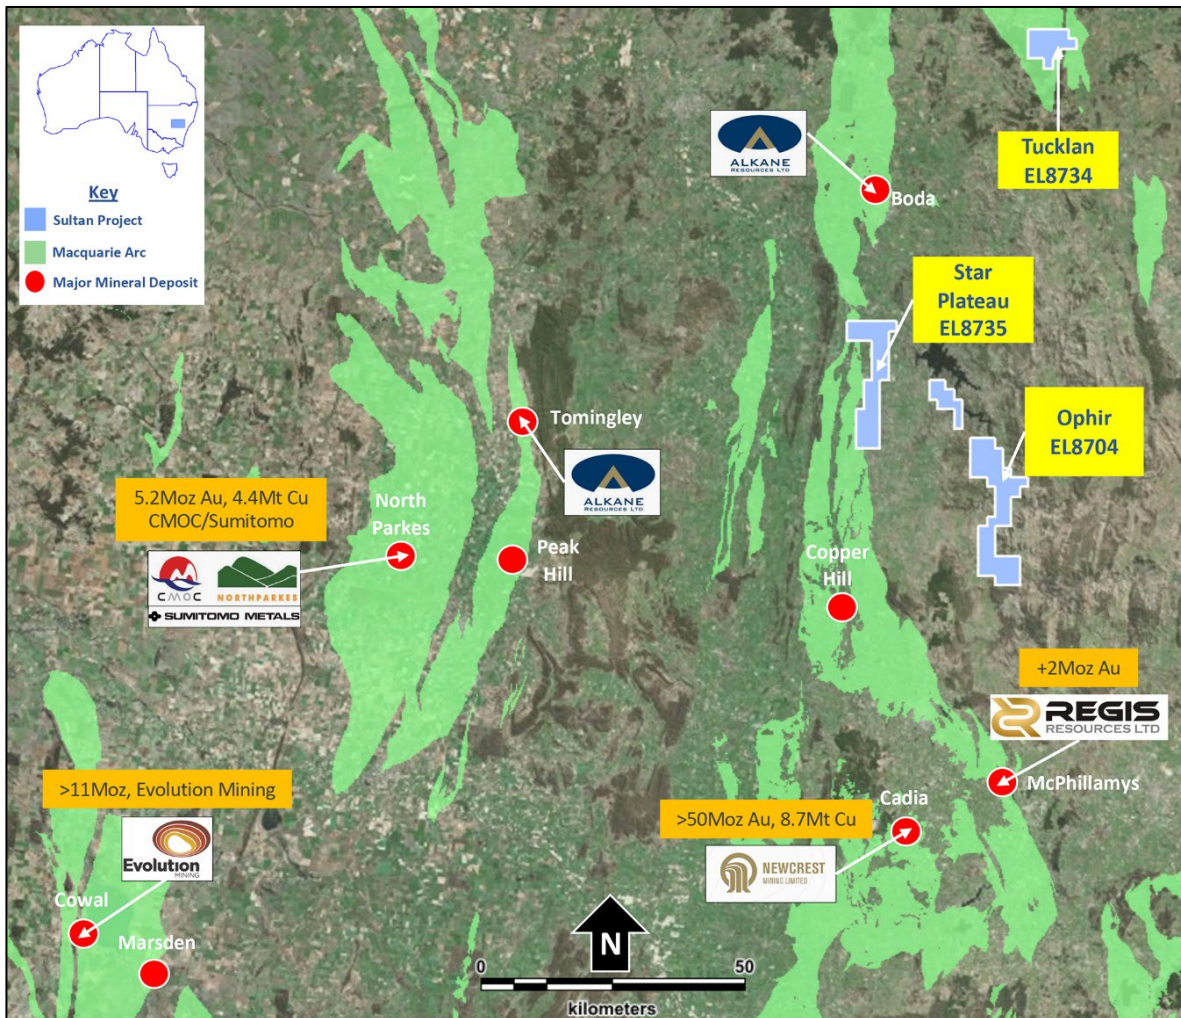 Key
Sultan Project
Macquarie Arc
Major Mineral Deposit
ALKANE
RESOURCES LTD
Boda
Tucklan
EL8734
Star
Plateau
EL8735
Ophir
EL8704
Tomingley
ALKANE
RESOURCES LTD
5.2Moz Au, 4.4Mt Cu
CMOC/Sumitomo
North
Parkes
CMOC
NORTHPARKES
SUMITOMO METALS
Peak
Hill
Copper
Hill
+2Moz Au
REGIS
RESOURCES LTD
McPhillamys
>11Moz, Evolution Mining
Evolution
MINING
Cowal
Marsden
>50Moz Au, 8.7Mt Cu
Cadia
NEWCREST
MINING LIMITED
N
0 50
kilometers